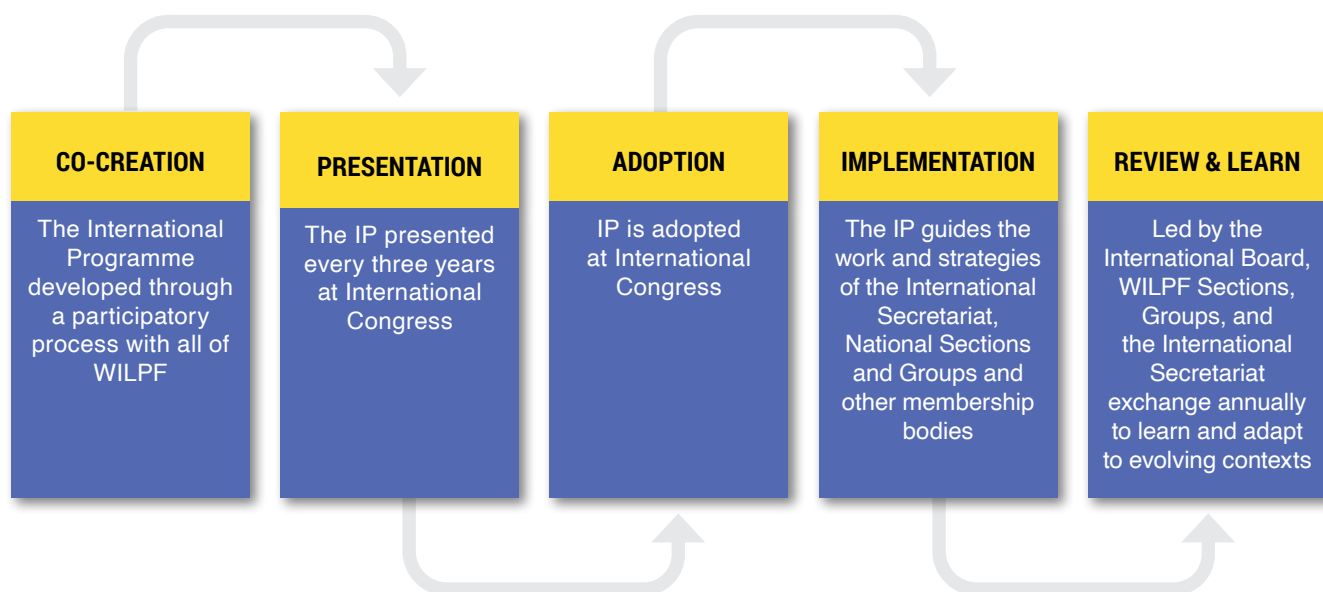 CO-CREATION
The International
Programme
developed through
a participatory
process with all of
WILPF
PRESENTATION
The IP presented
every three years
at International
Congress
ADOPTION
IP is adopted
at International
Congress
IMPLEMENTATION
The IP guides the
work and strategies
of the International
Secretariat,
National Sections
and Groups and
other membership
bodies
REVIEW & LEARN
Led by the
International Board,
WILPF Sections,
Groups, and
the International
Secretariat
exchange annually
to learn and adapt
to evolving contexts